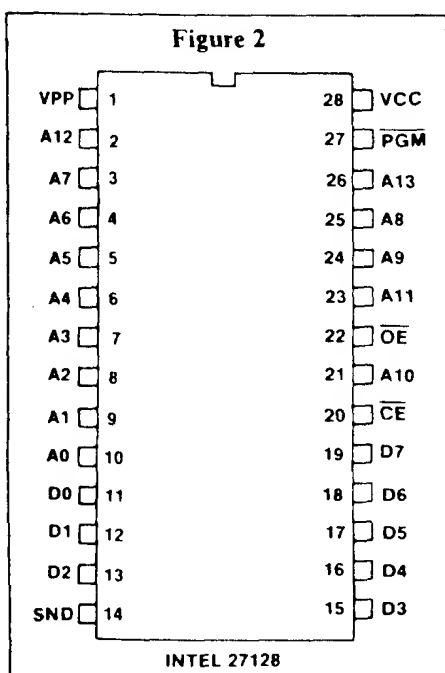 Figure 2
VPP 1 28 VCC
A12 2 27 P̅G̅M̅
A7 3 26 A13
A6 4 25 A8
A5 5 24 A9
A4 6 23 A11
A3 7 22 O̅E̅
A2 8 21 A10
A1 9 20 C̅E̅
A0 10 19 D7
D0 11 18 D6
D1 12 17 D5
D2 13 16 D4
SND 14 15 D3
INTEL 27128